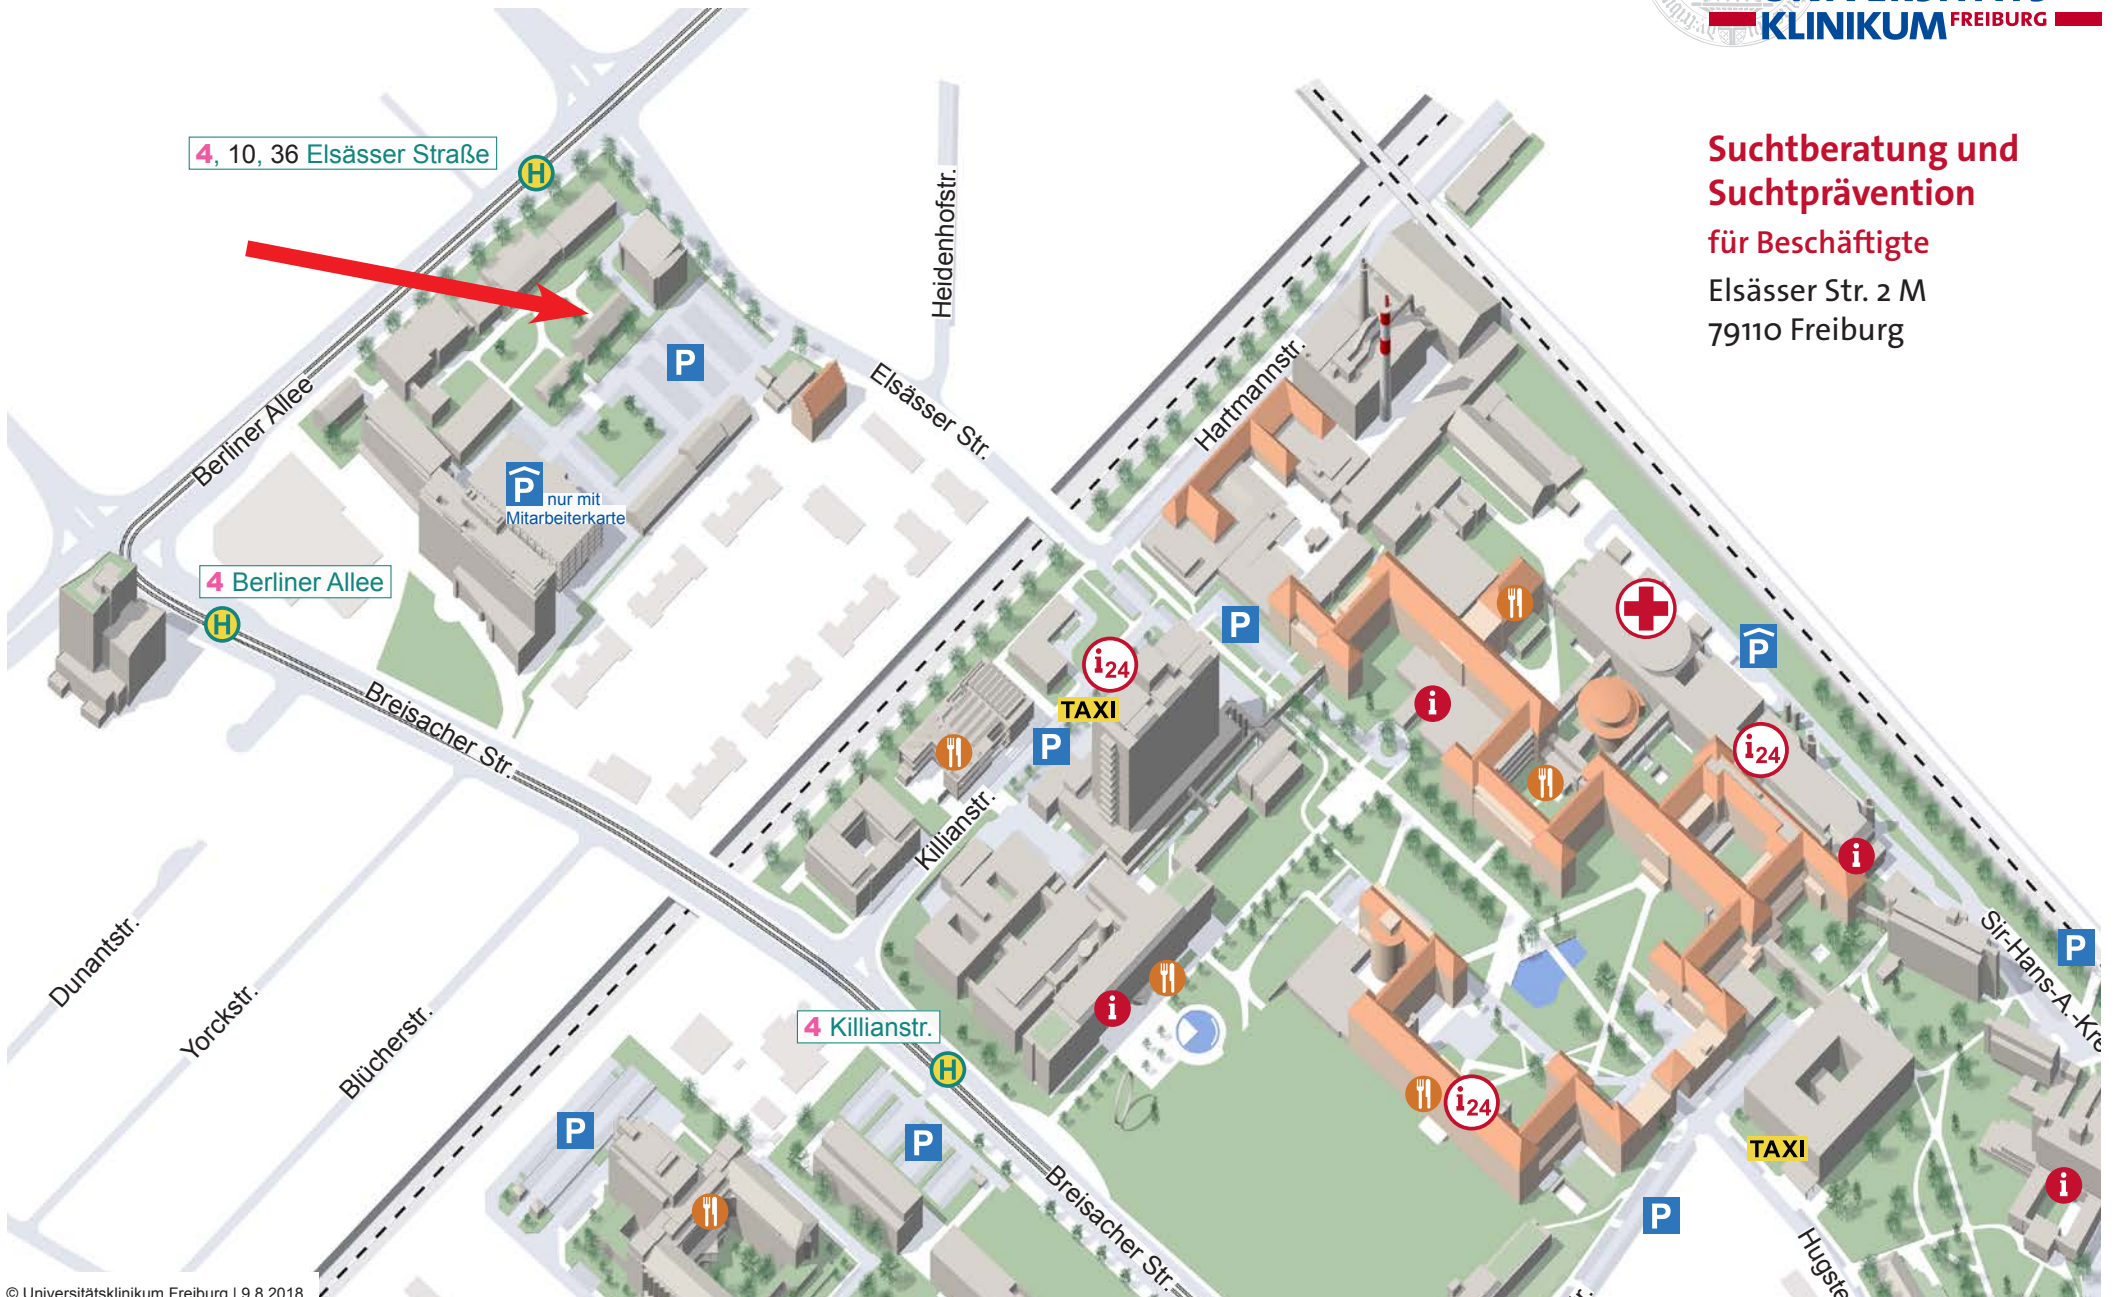 KLINIKUM FREIBURG
Suchtberatung und
Suchtprävention
für Beschäftigte
Elsässer Str. 2 M
79110 Freiburg
4, 10, 36 Elsässer Straße
H
Heidenhofstr.
P
Elsässer Str.
Hartmannstr.
Berliner Allee
P nur mit
Mitarbeiterkarte
4 Berliner Allee
H
P
i24
P
TAXI
i
P
i24
Breisacher Str.
Killianstr.
i
Dunantstr.
Yorckstr.
Blücherstr.
Sir-Hans-A.-Kre
P
4 Killianstr.
H
i
i24
P
P
TAXI
i
Breisacher Str.
P
Hugste
© Universitätsklinikum Freiburg | 9.8.2018